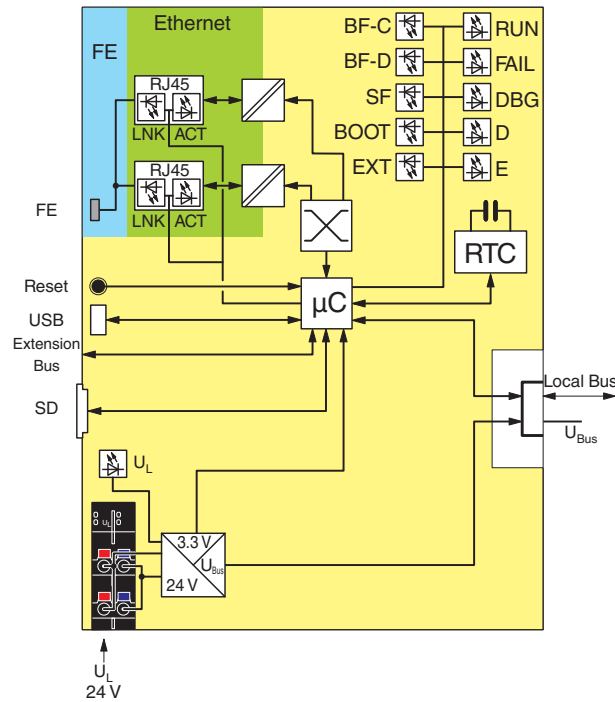 Ethernet
FE
RJ45
LNK ACT
RJ45
LNK ACT
FE
BF-C
RUN
BF-D
FAIL
SF
DBG
BOOT
D
EXT
E
RTC
Reset
µC
USB
Extension
Bus
SD
Local Bus
UBus
UL
UL
3.3 V
UBus
24 V
UL
24 V